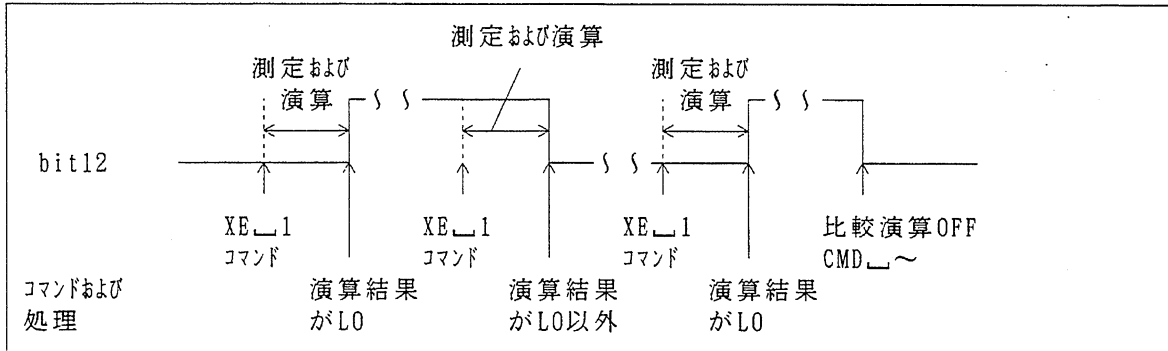 測定および演算
測定および
演算
測定および
演算
bit12
XE␣1
コマンド
XE␣1
コマンド
XE␣1
コマンド
比較演算OFF
CMD␣～
コマンドおよび
処理
演算結果
がLO
演算結果
がLO以外
演算結果
がLO